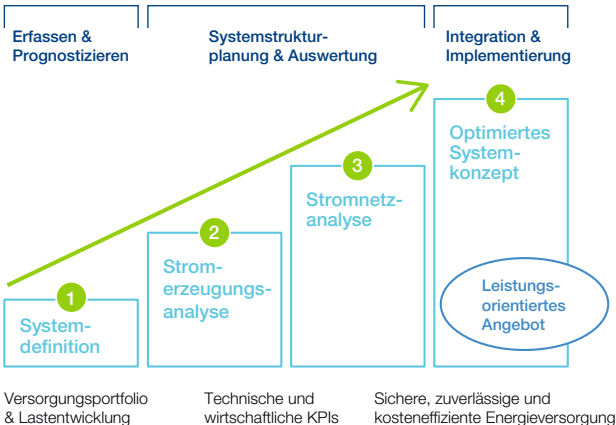 Erfassen &
Prognostizieren
Systemstruktur-
planung & Auswertung
Integration &
Implementierung
1
System-
definition
2
Strom-
erzeugungs-
analyse
3
Stromnetz-
analyse
4
Optimiertes
System-
konzept
Leistungs-
orientiertes
Angebot
Versorgungsportfolio
& Lastentwicklung
Technische und
wirtschaftliche KPIs
Sichere, zuverlässige und
kosteneffiziente Energieversorgung